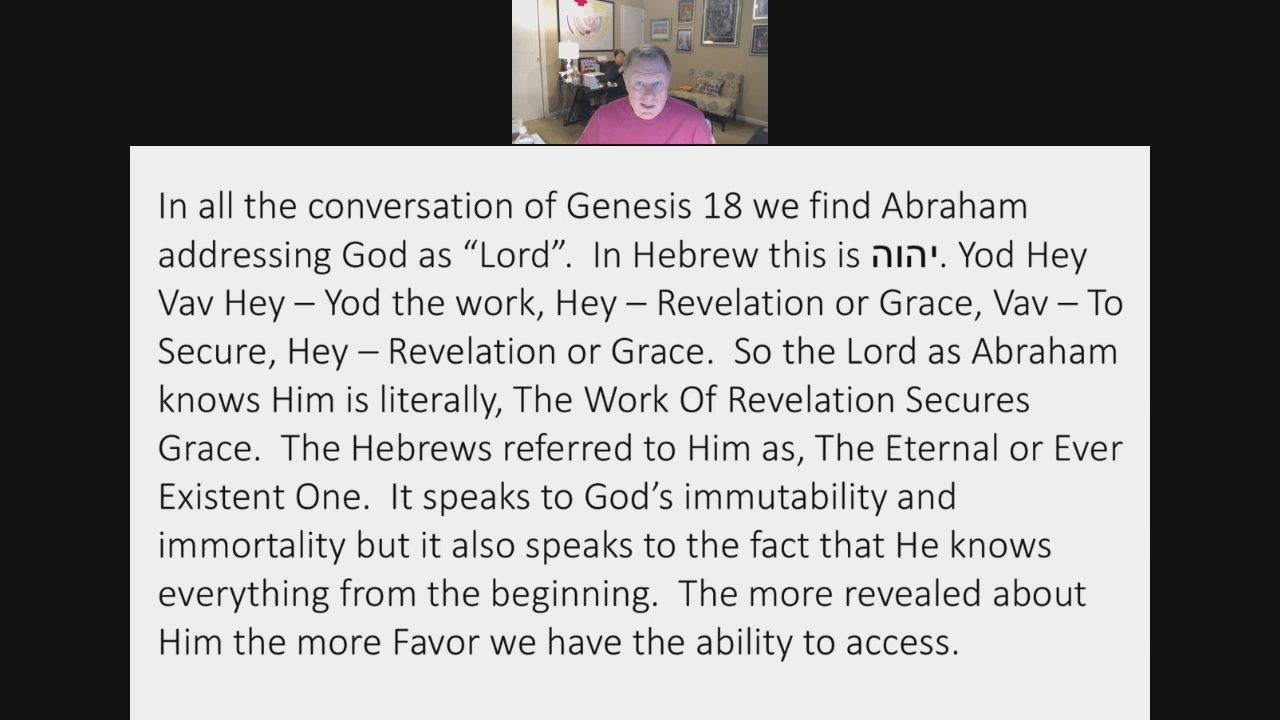 In all the conversation of Genesis 18 we find Abraham
addressing God as “Lord”.  In Hebrew this is יהוה. Yod Hey
Vav Hey – Yod the work, Hey – Revelation or Grace, Vav – To
Secure, Hey – Revelation or Grace.  So the Lord as Abraham
knows Him is literally, The Work Of Revelation Secures
Grace.  The Hebrews referred to Him as, The Eternal or Ever
Existent One.  It speaks to God’s immutability and
immortality but it also speaks to the fact that He knows
everything from the beginning.  The more revealed about
Him the more Favor we have the ability to access.